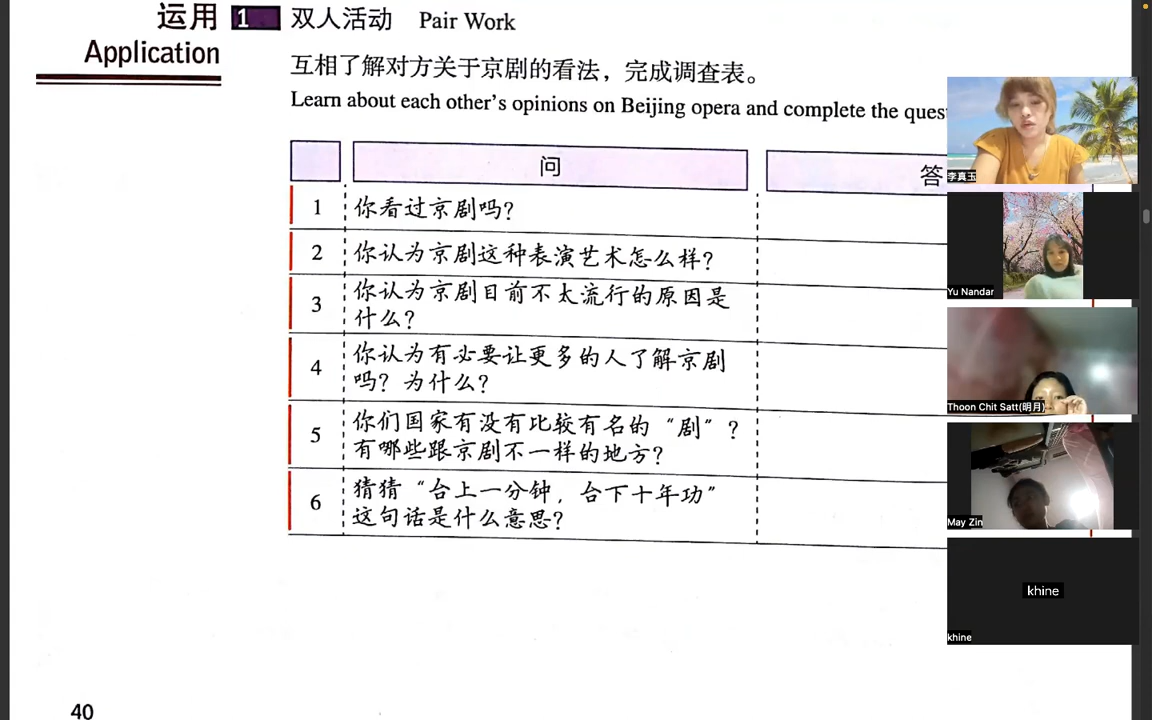 运用 1 双人活动 Pair Work
Application
互相了解对方关于京剧的看法，完成调查表。
Learn about each other's opinions on Beijing opera and complete the ques
问 答
1 你看过京剧吗？
2 你认为京剧这种表演艺术怎么样？
3 你认为京剧目前不太流行的原因是
什么？
4 你认为有必要让更多的人了解京剧
吗？为什么？
5 你们国家有没有比较有名的“剧”？
有哪些跟京剧不一样的地方？
6 猜猜“台上一分钟，台下十年功”
这句话是什么意思？
40
李真玉
Yu Nandar
Thoon Chit Satt(明月)
May Zin
khine
khine